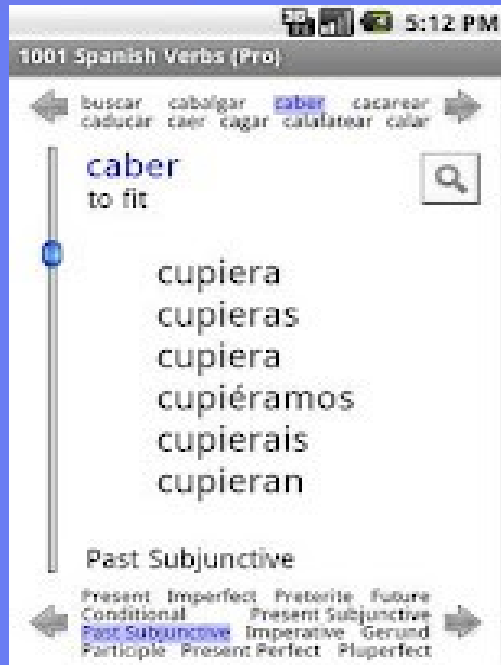 5:12 PM
1001 Spanish Verbs (Pro)
buscar cabalgar caber cacarear
caducar caer cagar calafatear calar
caber
to fit
cupiera
cupieras
cupiera
cupiéramos
cupierais
cupieran
Past Subjunctive
Present Imperfect Preterite Future
Conditional Present Subjunctive
Past Subjunctive Imperative Gerund
Participle Present Perfect Pluperfect